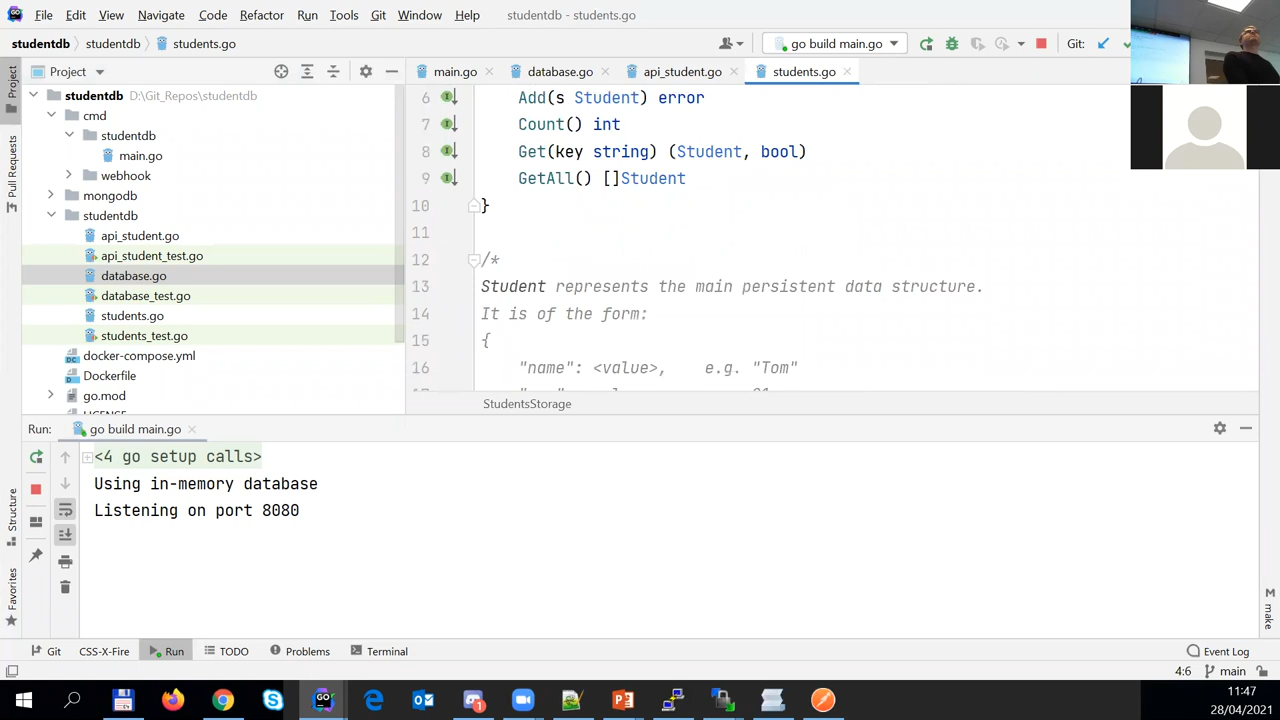 File Edit View Navigate Code Refactor Run Tools Git Window Help studentdb - students.go
studentdb studentdb students.go go build main.go Git:
Project
main.go database.go api_student.go students.go
Project
Pull Requests
Structure
Favorites
make
studentdb D:\Git_Repos\studentdb
cmd
studentdb
main.go
webhook
mongodb
studentdb
api_student.go
api_student_test.go
database.go
database_test.go
students.go
students_test.go
docker-compose.yml
Dockerfile
go.mod
6 Add(s Student) error
7 Count() int
8 Get(key string) (Student, bool)
9 GetAll() []Student
10 }
11
12 /*
13 Student represents the main persistent data structure.
14 It is of the form:
15 {
16 "name": <value>, e.g. "Tom"
StudentsStorage
Run: go build main.go
<4 go setup calls>
Using in-memory database
Listening on port 8080
Git CSS-X-Fire Run TODO Problems Terminal Event Log
4:6 main
11:47
28/04/2021